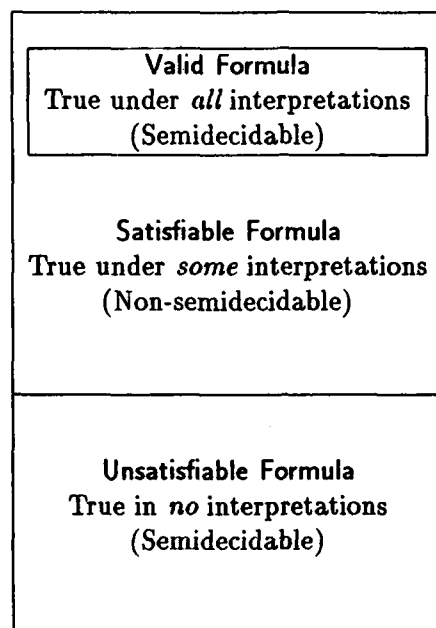 Valid Formula
True under all interpretations
(Semidecidable)
Satisfiable Formula
True under some interpretations
(Non-semidecidable)
Unsatisfiable Formula
True in no interpretations
(Semidecidable)